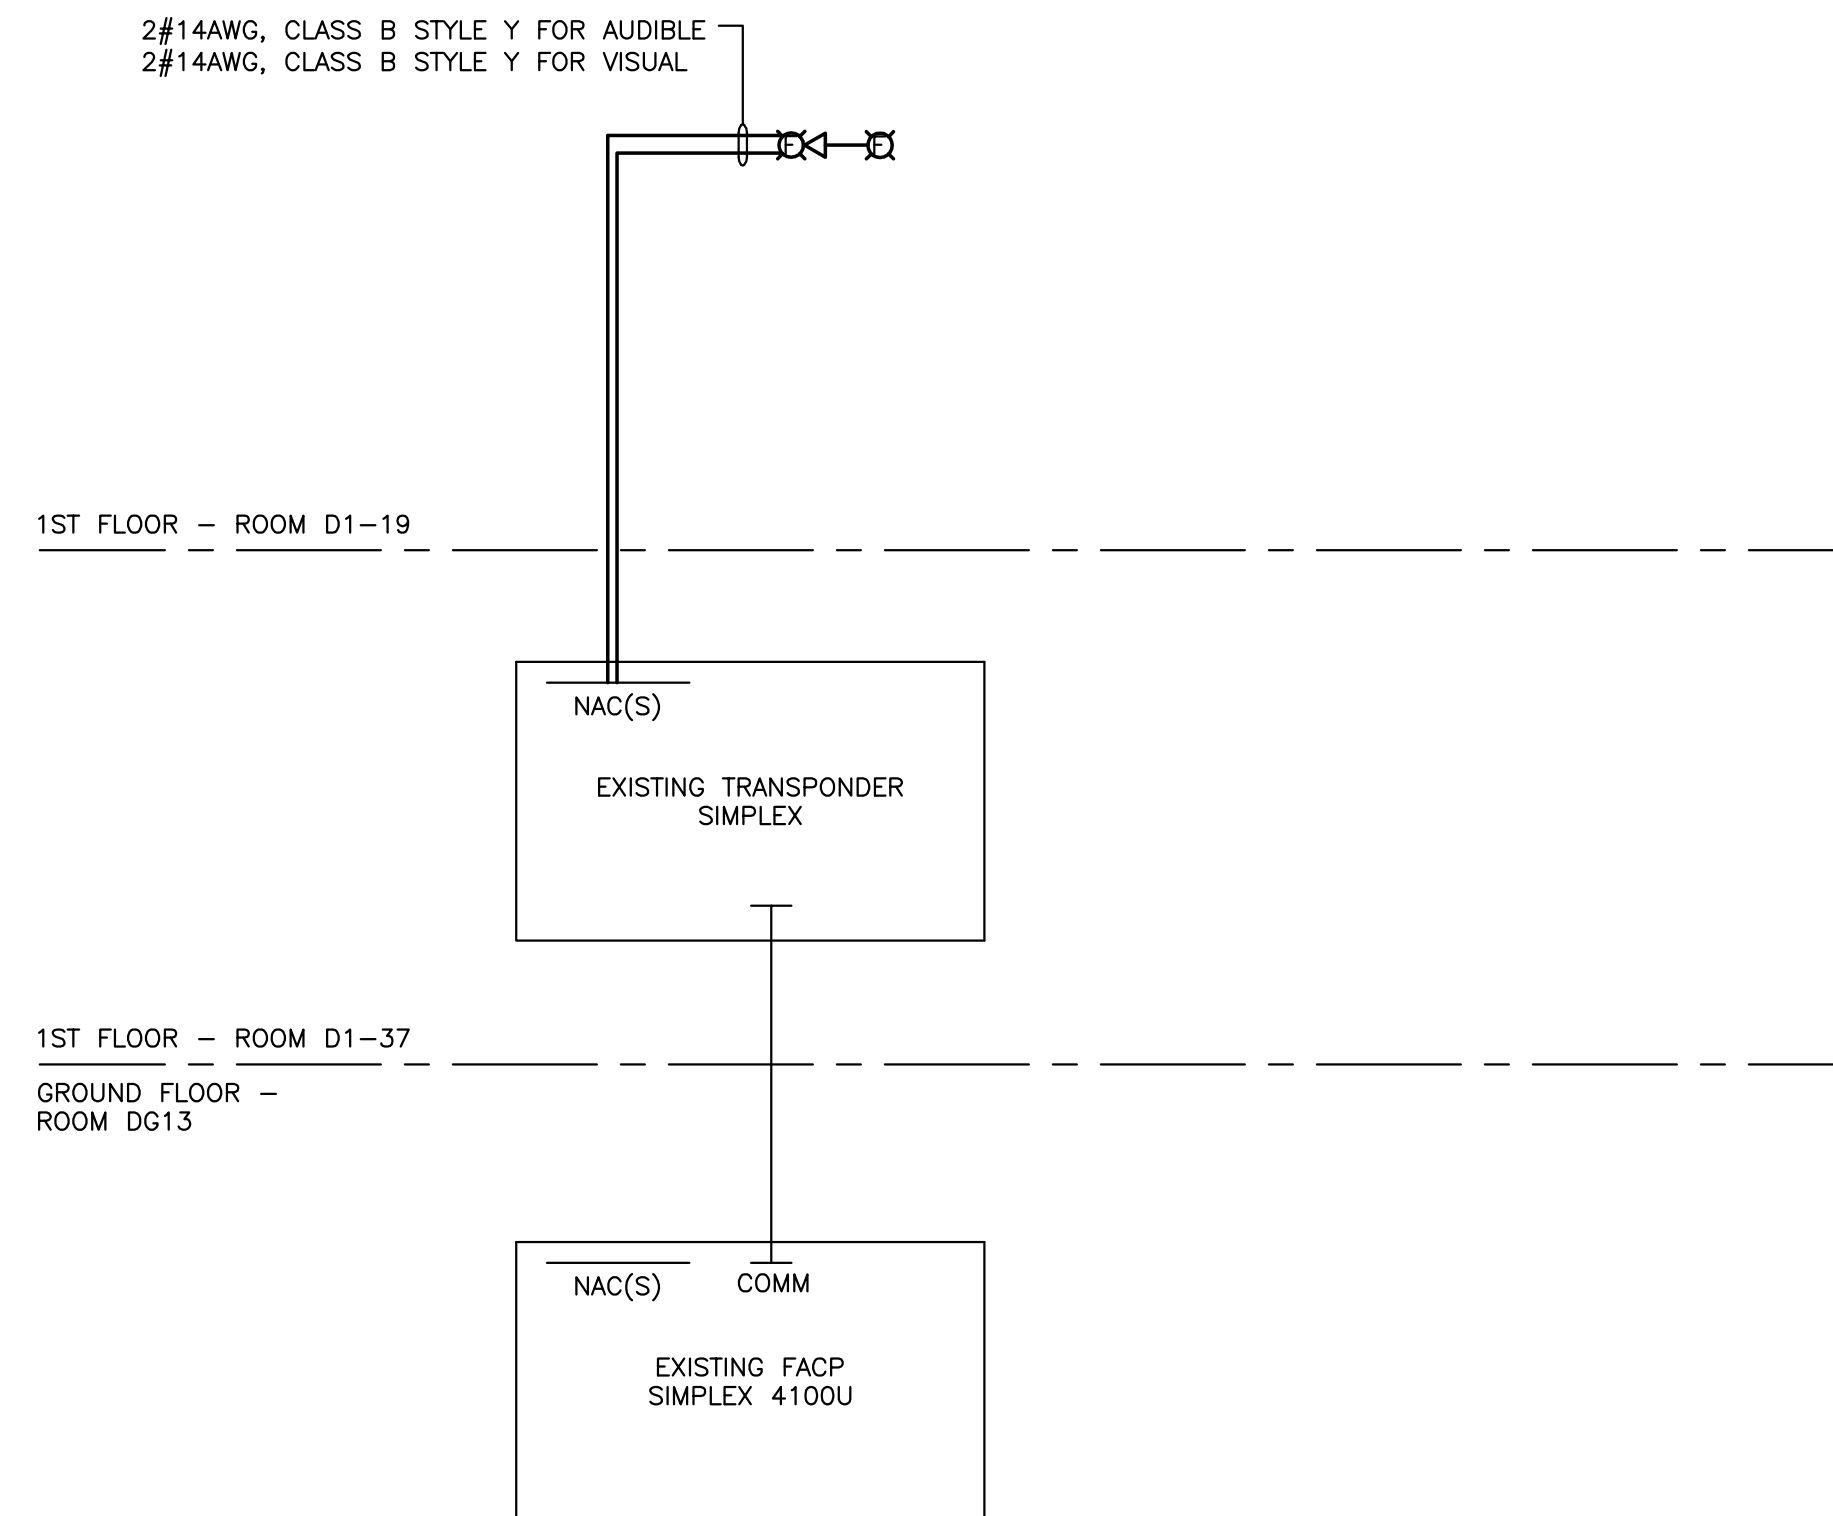 2#14AWG, CLASS B STYLE Y FOR AUDIBLE
2#14AWG, CLASS B STYLE Y FOR VISUAL
F F
1ST FLOOR - ROOM D1-19
NAC(S)
EXISTING TRANSPONDER
SIMPLEX
1ST FLOOR - ROOM D1-37
GROUND FLOOR -
ROOM DG13
NAC(S) COMM
EXISTING FACP
SIMPLEX 4100U